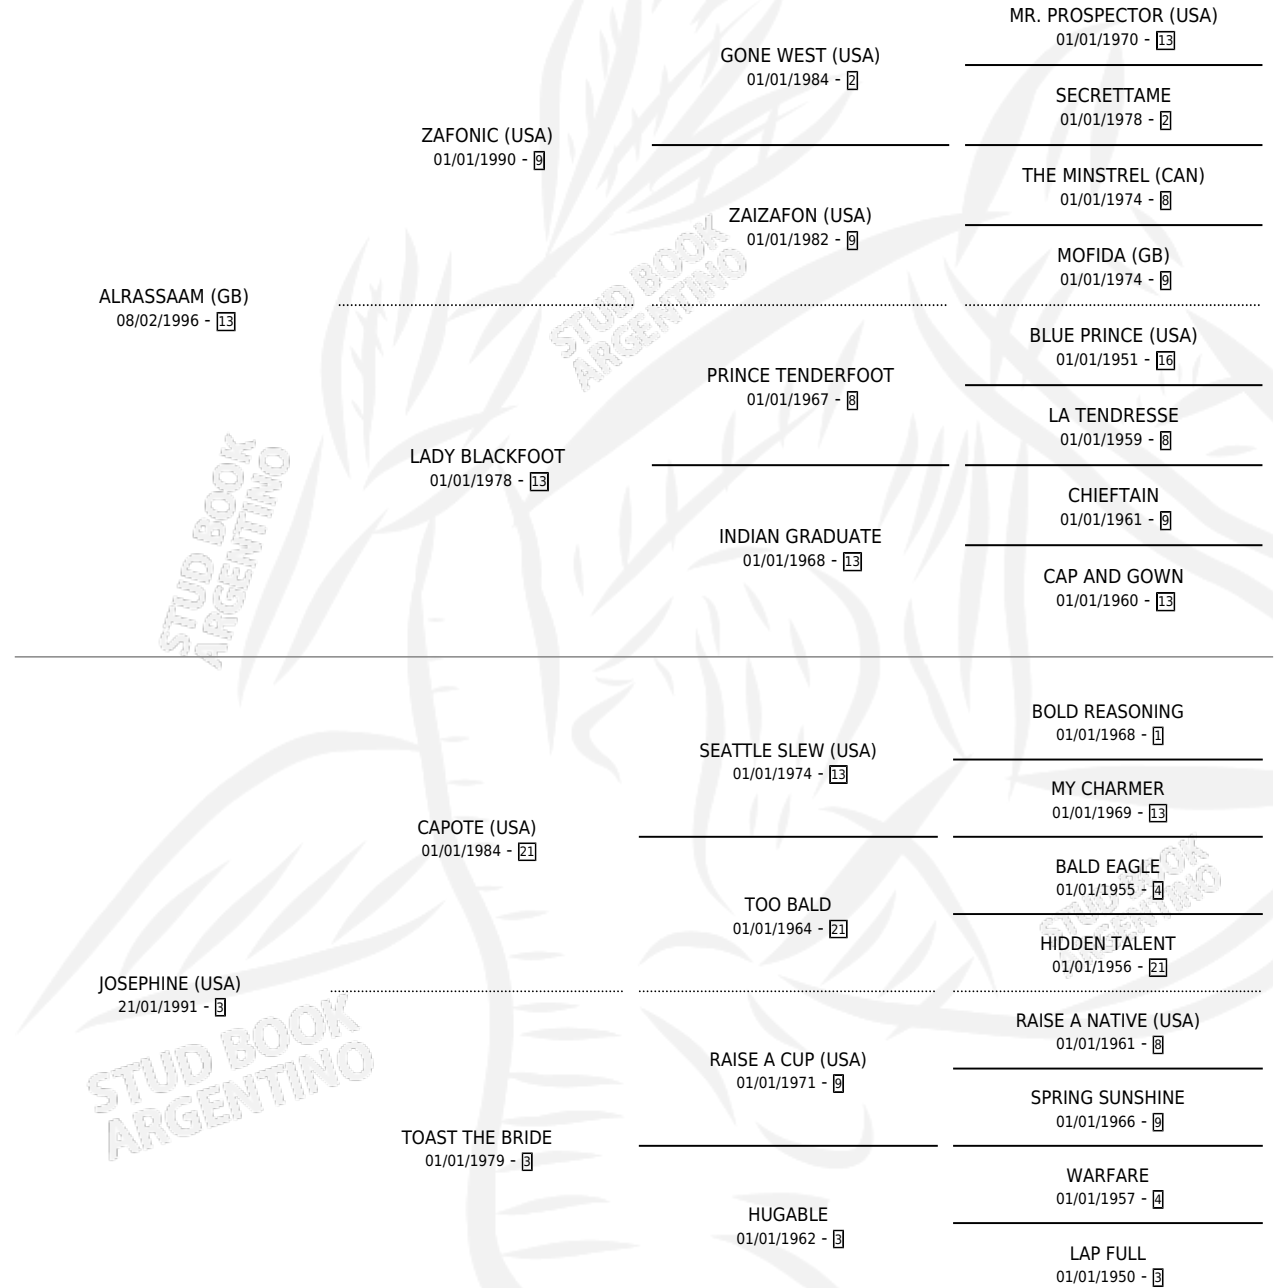 MR. PROSPECTOR (USA)
01/01/1970 - 13
GONE WEST (USA)
01/01/1984 - 2
SECRETTAME
01/01/1978 - 2
ZAFONIC (USA)
01/01/1990 - 9
THE MINSTREL (CAN)
01/01/1974 - 8
ZAIZAFON (USA)
01/01/1982 - 9
MOFIDA (GB)
01/01/1974 - 9
ALRASSAAM (GB)
08/02/1996 - 13
STUD BOOK
ARGENTINO
BLUE PRINCE (USA)
01/01/1951 - 16
PRINCE TENDERFOOT
01/01/1967 - 8
LA TENDRESSE
01/01/1959 - 8
LADY BLACKFOOT
01/01/1978 - 13
CHIEFTAIN
01/01/1961 - 9
INDIAN GRADUATE
01/01/1968 - 13
CAP AND GOWN
01/01/1960 - 13
STUD BOOK
ARGENTINO
BOLD REASONING
01/01/1968 - 1
SEATTLE SLEW (USA)
01/01/1974 - 13
MY CHARMER
01/01/1969 - 13
CAPOTE (USA)
01/01/1984 - 21
BALD EAGLE
01/01/1955 - 4
TOO BALD
01/01/1964 - 21
HIDDEN TALENT
01/01/1956 - 21
STUD BOOK
ARGENTINO
JOSEPHINE (USA)
21/01/1991 - 3
RAISE A NATIVE (USA)
01/01/1961 - 8
RAISE A CUP (USA)
01/01/1971 - 9
SPRING SUNSHINE
01/01/1966 - 9
STUD BOOK
ARGENTINO
TOAST THE BRIDE
01/01/1979 - 3
WARFARE
01/01/1957 - 4
HUGABLE
01/01/1962 - 3
LAP FULL
01/01/1950 - 3